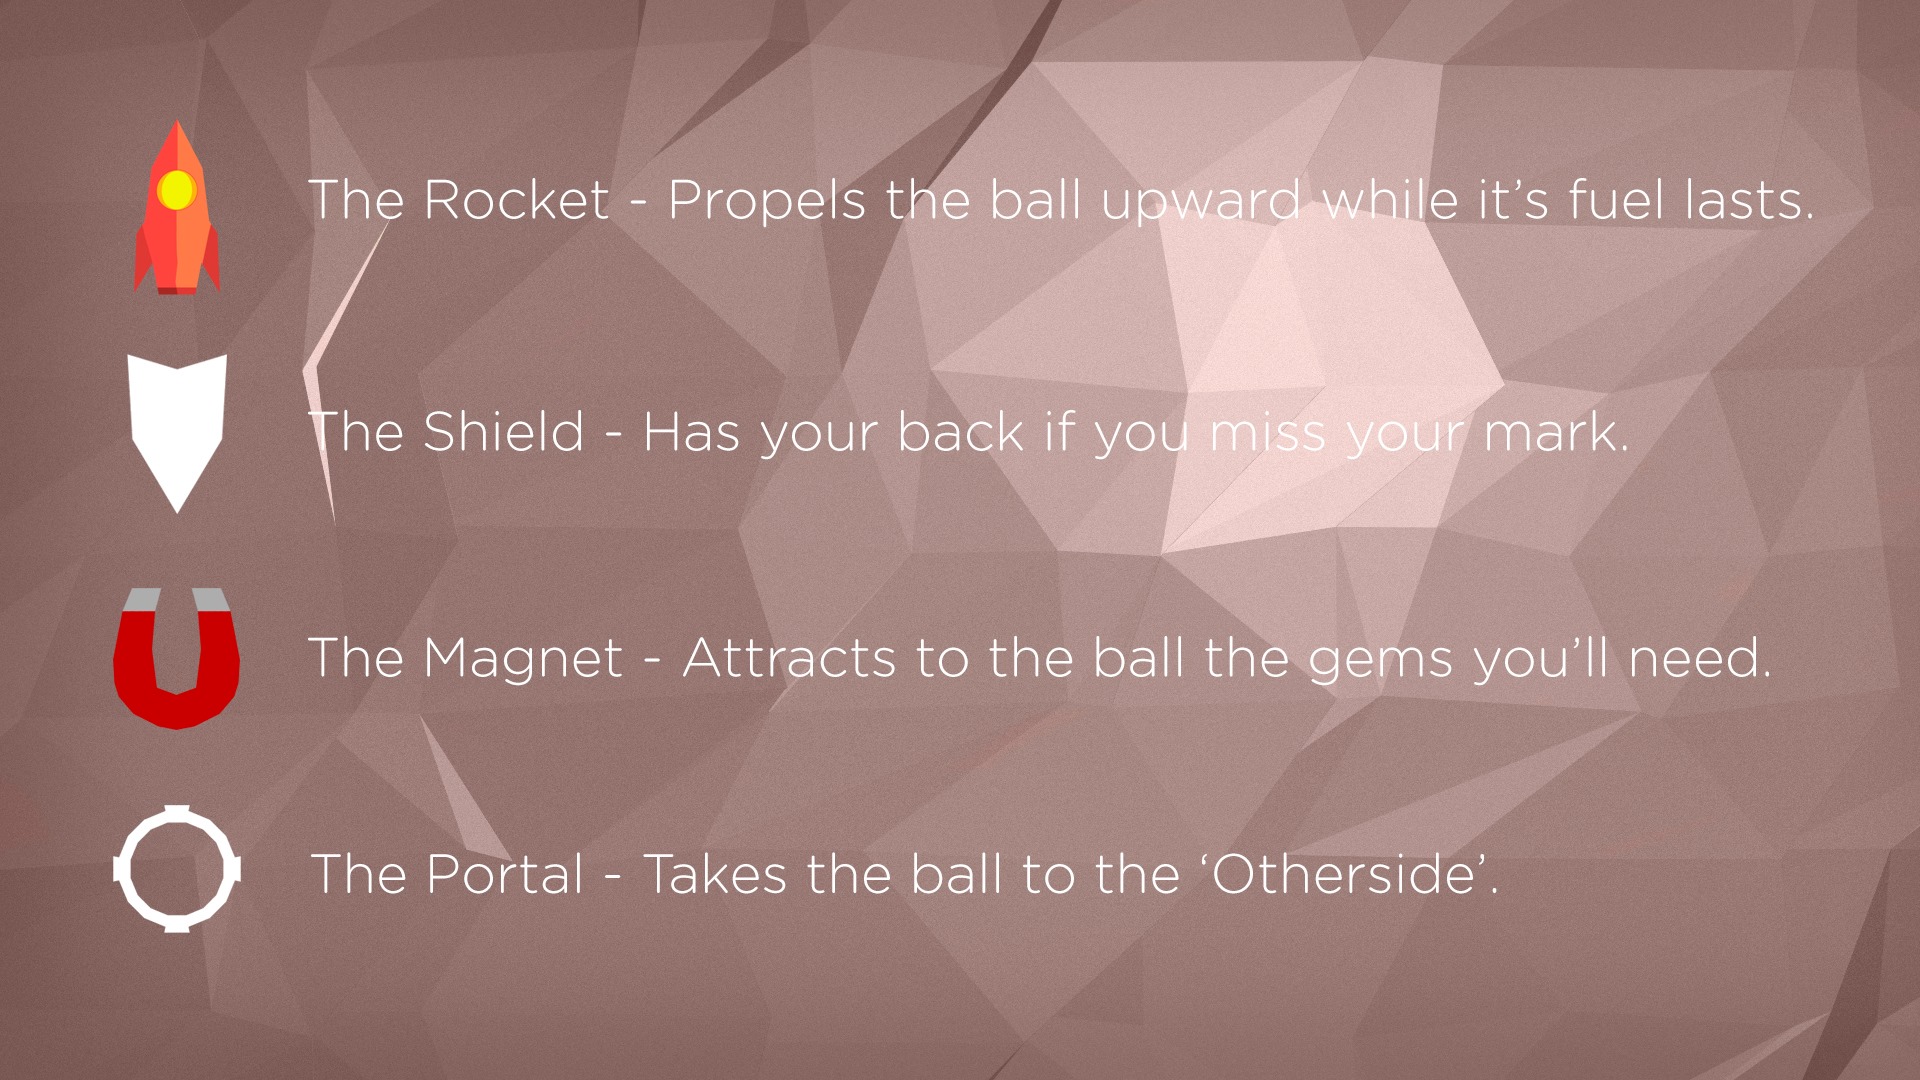 The Rocket - Propels the ball upward while it’s fuel lasts.
The Shield - Has your back if you miss your mark.
The Magnet - Attracts to the ball the gems you’ll need.
The Portal - Takes the ball to the ‘Otherside’.